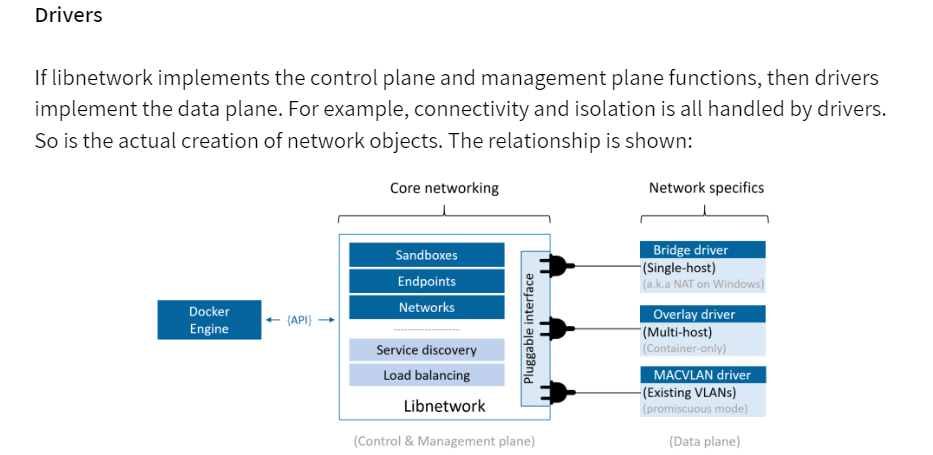 Drivers
If libnetwork implements the control plane and management plane functions, then drivers
implement the data plane. For example, connectivity and isolation is all handled by drivers.
So is the actual creation of network objects. The relationship is shown:
Core networking
Network specifics
Docker
Engine
{API}
Sandboxes
Endpoints
Networks
Service discovery
Load balancing
Libnetwork
Pluggable interface
Bridge driver
(Single-host)
(a.k.a NAT on Windows)
Overlay driver
(Multi-host)
(Container-only)
MACVLAN driver
(Existing VLANs)
(promiscuous mode)
(Control & Management plane)
(Data plane)